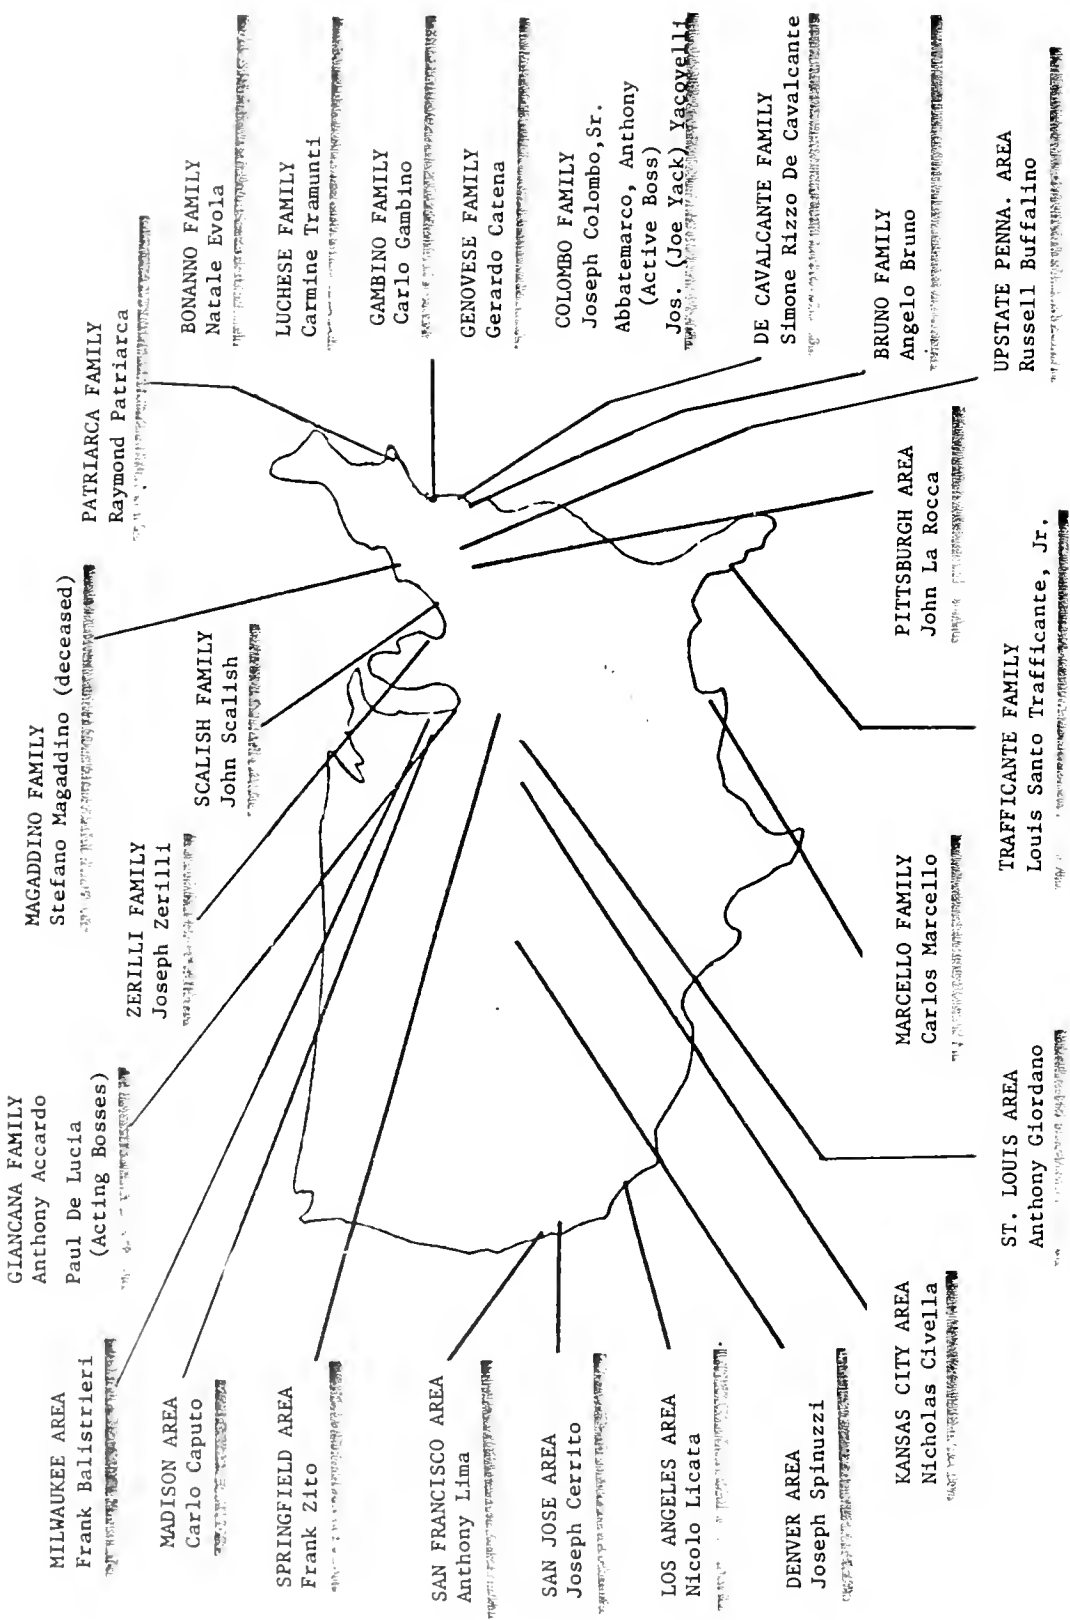 MILWAUKEE AREA
Frank Balistrieri
MADISON AREA
Carlo Caputo
SPRINGFIELD AREA
Frank Zito
SAN FRANCISCO AREA
Anthony Lima
SAN JOSE AREA
Joseph Cerrito
LOS ANGELES AREA
Nicolo Licata
DENVER AREA
Joseph Spinuzzi
KANSAS CITY AREA
Nicholas Civella
GIANCANA FAMILY
Anthony Accardo
Paul De Lucia
(Acting Bosses)
ST. LOUIS AREA
Anthony Giordano
MAGADDINO FAMILY
Stefano Magaddino (deceased)
ZERILLI FAMILY
Joseph Zerilli
SCALISH FAMILY
John Scalish
MARCELLO FAMILY
Carlos Marcello
TRAFFICANTE FAMILY
Louis Santo Trafficante, Jr.
PATRIARCA FAMILY
Raymond Patriarca
BONANNO FAMILY
Natale Evola
LUCHESE FAMILY
Carmine Tramunti
GAMBINO FAMILY
Carlo Gambino
GENOVESE FAMILY
Gerardo Catena
COLOMBO FAMILY
Joseph Colombo,Sr.
Abbatemarco, Anthony
(Active Boss)
Jos. (Joe Yack) Yacovelli
DE CAVALCANTE FAMILY
Simone Rizzo De Cavalcante
BRUNO FAMILY
Angelo Bruno
UPSTATE PENNA. AREA
Russell Buffalino
PITTSBURGH AREA
John La Rocca